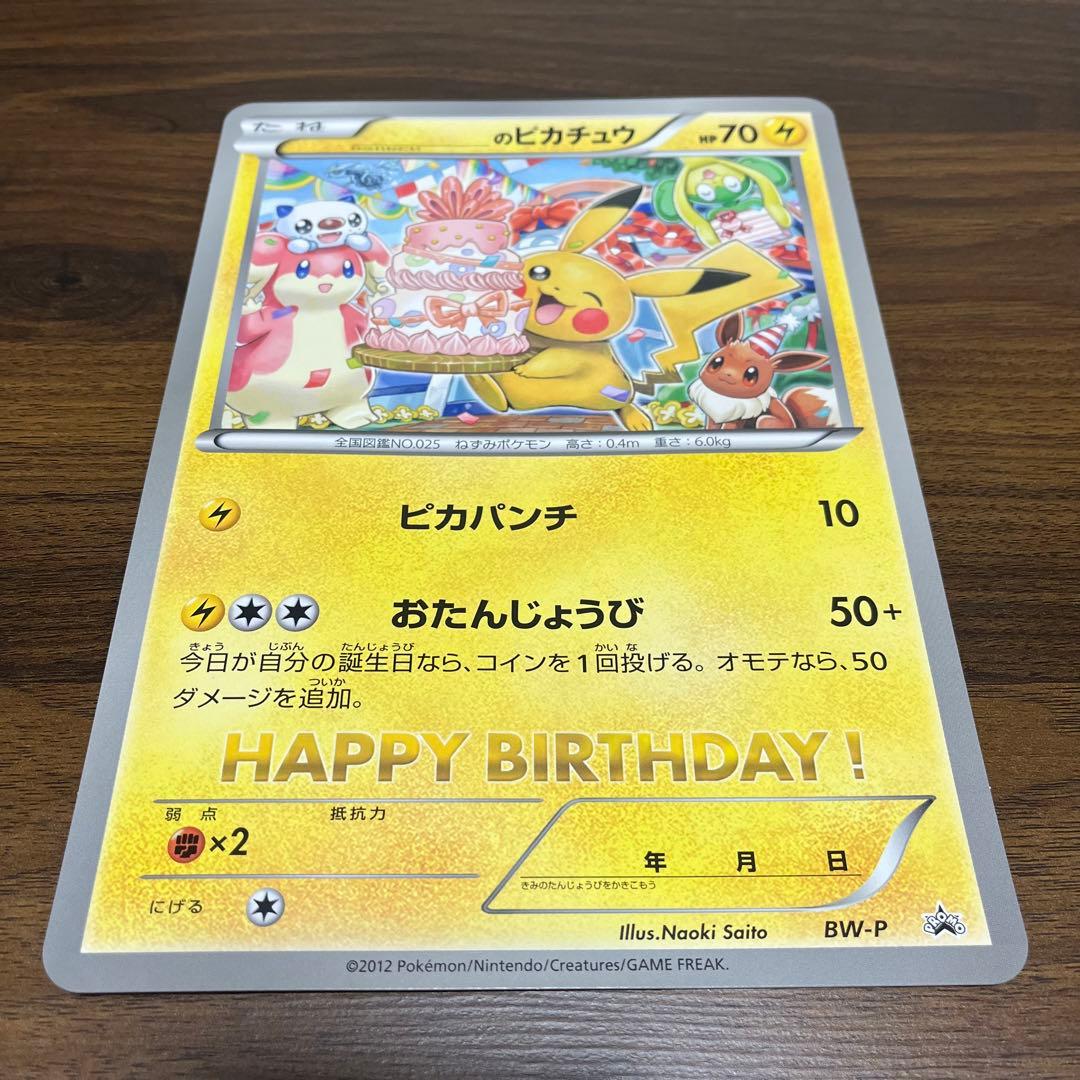 たね
のピカチュウ HP70
全国図鑑NO.025 ねずみポケモン 高さ:0.4m 重さ:6.0kg
ピカパンチ 10
おたんじょうび 50+
きょう じぶん たんじょうび かい な
今日が自分の誕生日なら、コインを1回投げる。オモテなら、50
ついか
ダメージを追加。
HAPPY BIRTHDAY!
弱点 抵抗力
×2
年 月 日
きみのたんじょうびをかきこもう
にげる
Illus.Naoki Saito BW-P PROMO
©2012 Pokémon/Nintendo/Creatures/GAME FREAK.